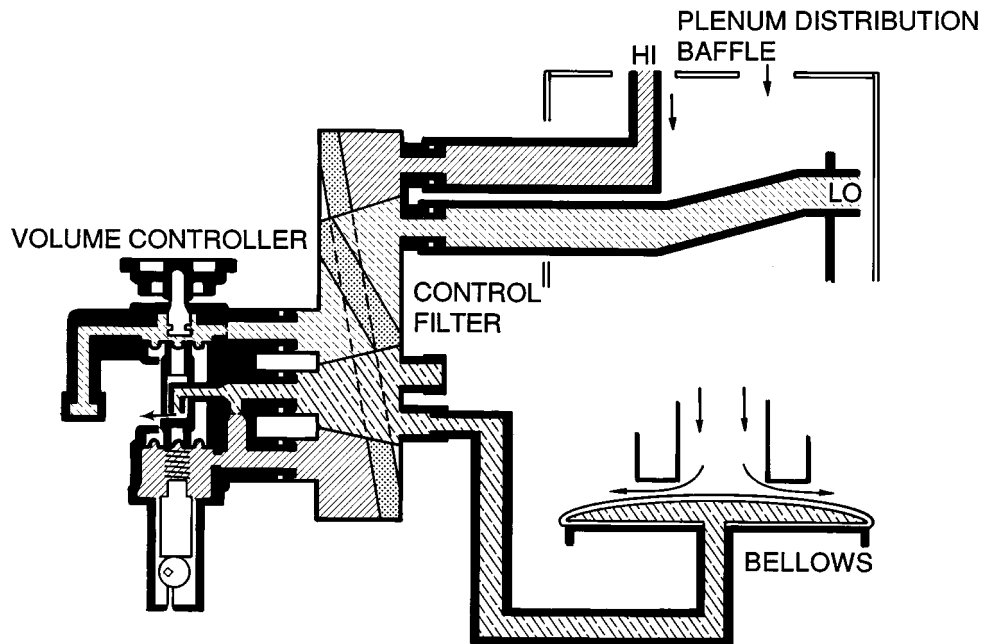 PLENUM DISTRIBUTION
BAFFLE
HI
LO
VOLUME CONTROLLER
CONTROL
FILTER
BELLOWS